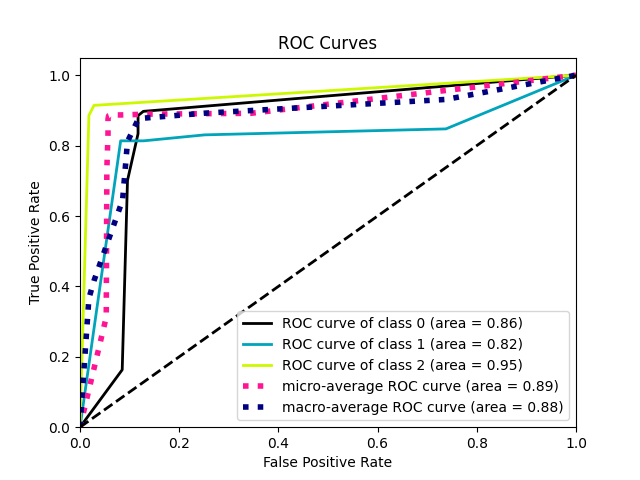 ROC Curves
1.0
0.8
0.6
0.4
0.2
0.0
True Positive Rate
ROC curve of class 0 (area = 0.86)
ROC curve of class 1 (area = 0.82)
ROC curve of class 2 (area = 0.95)
micro-average ROC curve (area = 0.89)
macro-average ROC curve (area = 0.88)
0.0 0.2 0.4 0.6 0.8 1.0
False Positive Rate